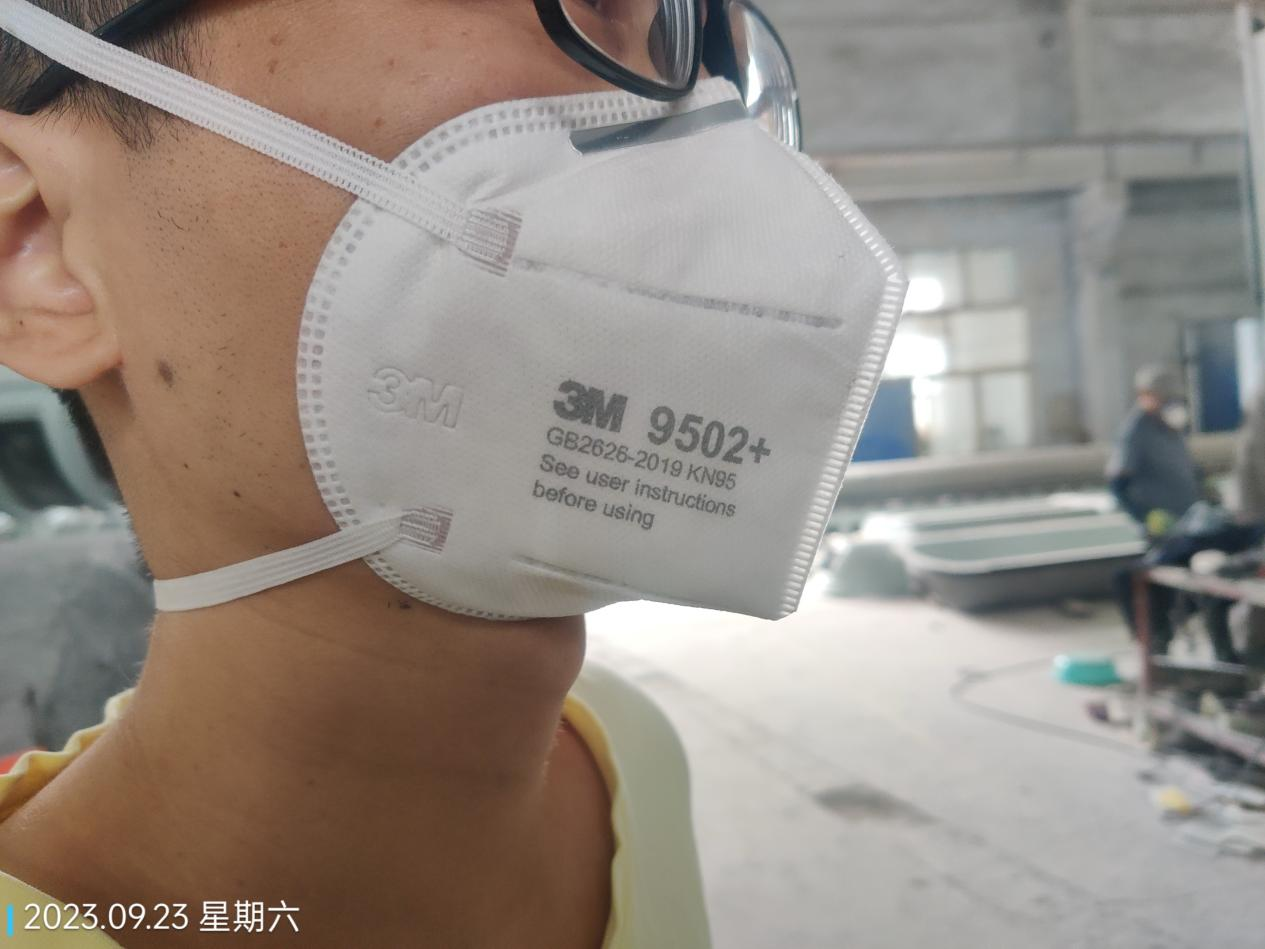 3M
3M 9502+
GB2626-2019 KN95
See user instructions
before using
2023.09.23 星期六